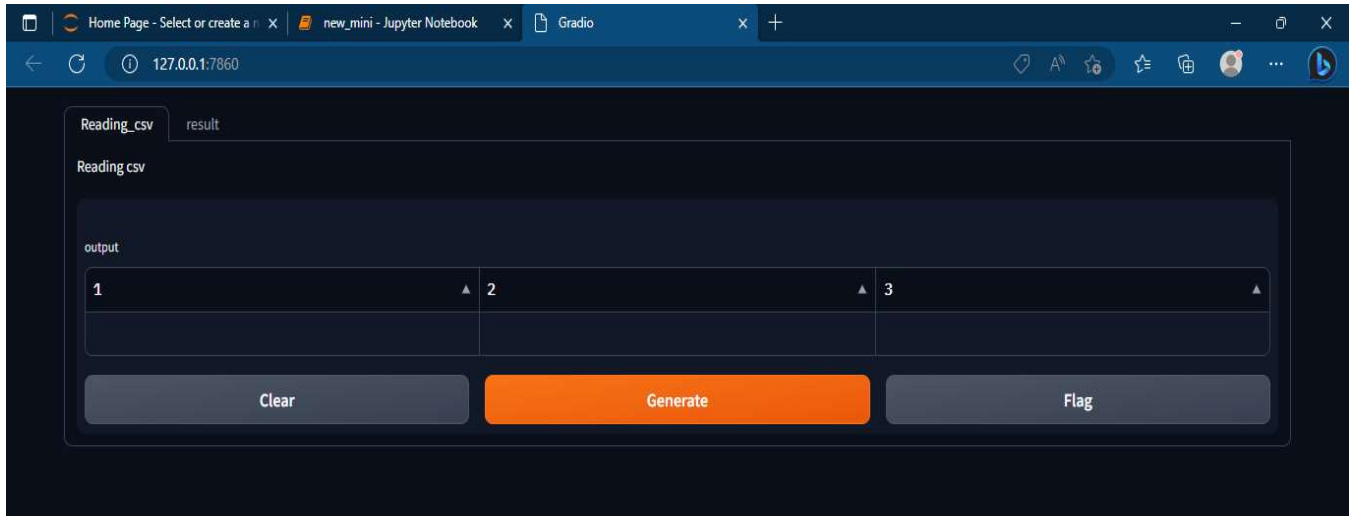 Home Page - Select or create a n
new_mini - Jupyter Notebook
Gradio
127.0.0.1:7860
Reading_csv result
Reading csv
output
1 2 3
Clear Generate Flag